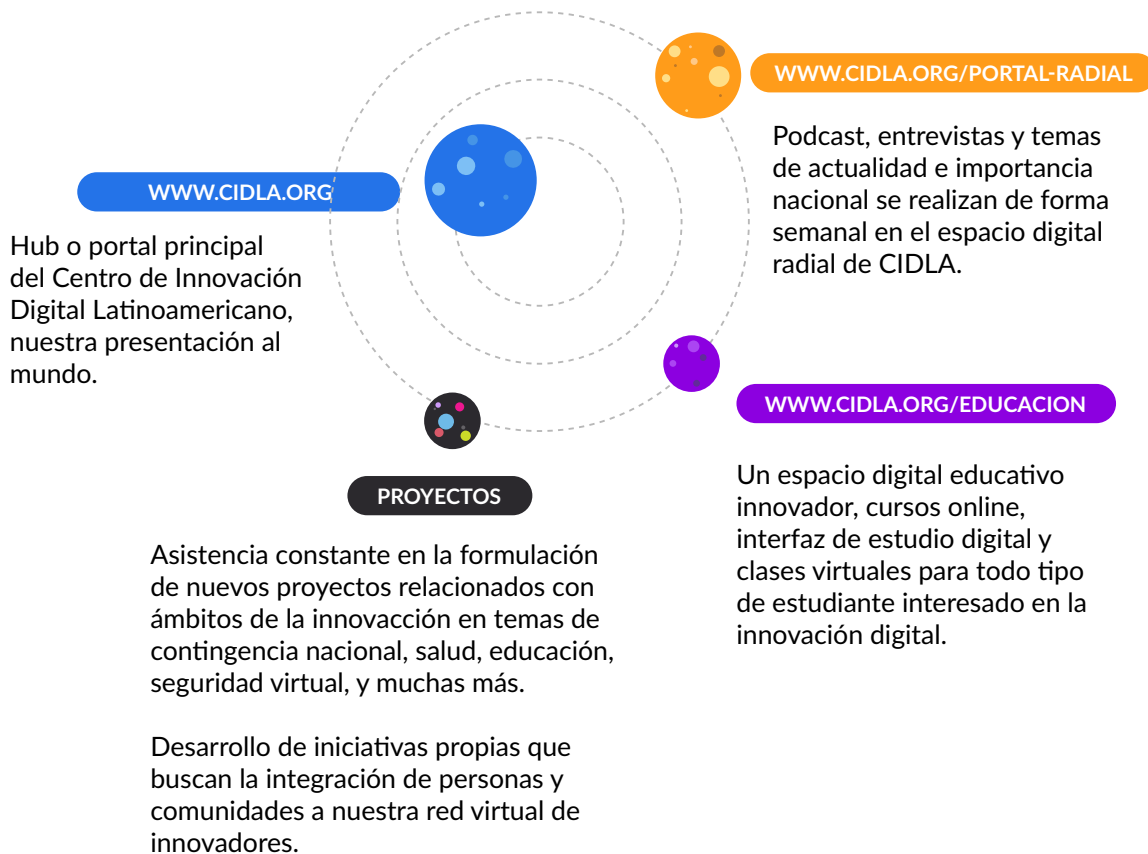 WWW.CIDLA.ORG/PORTAL-RADIAL
Podcast, entrevistas y temas
de actualidad e importancia
nacional se realizan de forma
semanal en el espacio digital
radial de CIDLA.
WWW.CIDLA.ORG
Hub o portal principal
del Centro de Innovación
Digital Latinoamericano,
nuestra presentación al
mundo.
WWW.CIDLA.ORG/EDUCACION
Un espacio digital educativo
innovador, cursos online,
interfaz de estudio digital y
clases virtuales para todo tipo
de estudiante interesado en la
innovación digital.
PROYECTOS
Asistencia constante en la formulación
de nuevos proyectos relacionados con
ámbitos de la innovacción en temas de
contingencia nacional, salud, educación,
seguridad virtual, y muchas más.
Desarrollo de iniciativas propias que
buscan la integración de personas y
comunidades a nuestra red virtual de
innovadores.